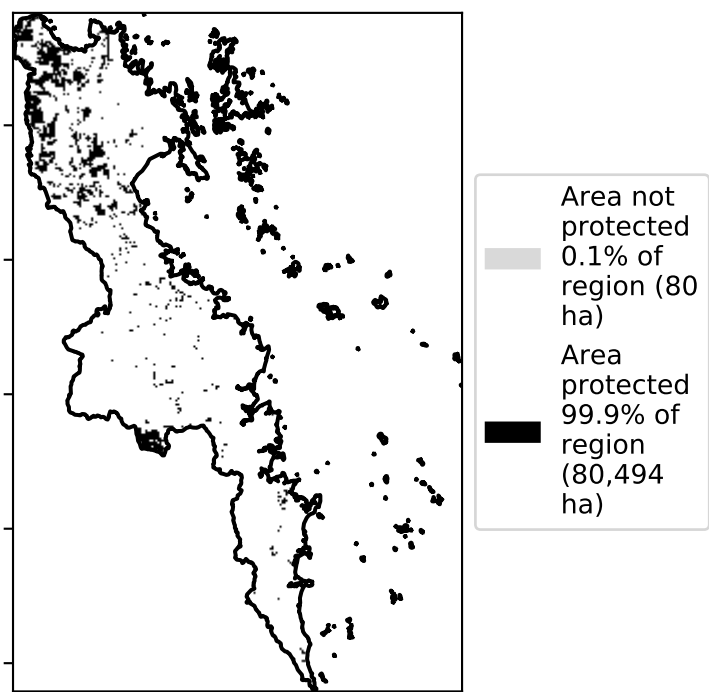 Area not
protected
0.1% of
region (80
ha)
Area
protected
99.9% of
region
(80,494
ha)